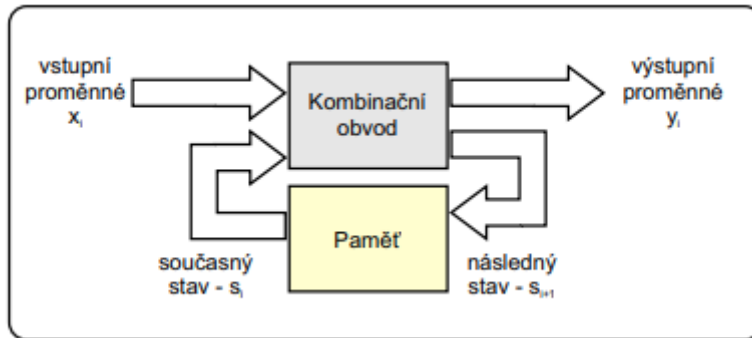 vstupní
proměnné
xᵢ
Kombinační
obvod
výstupní
proměnné
yᵢ
Paměť
současný
stav - sᵢ
následný
stav - sᵢ₊₁